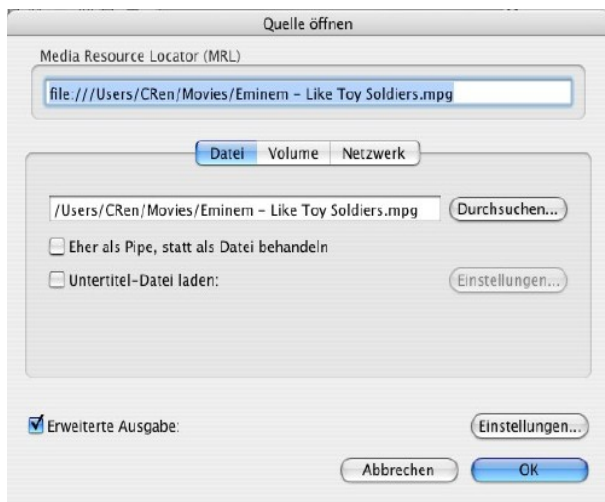 Quelle öffnen
Media Resource Locator (MRL)
file:///Users/CRen/Movies/Eminem – Like Toy Soldiers.mpg
Datei Volume Netzwerk
/Users/CRen/Movies/Eminem – Like Toy Soldiers.mpg Durchsuchen...
Eher als Pipe, statt als Datei behandeln
Untertitel-Datei laden: Einstellungen...
Erweiterte Ausgabe: Einstellungen...
Abbrechen OK